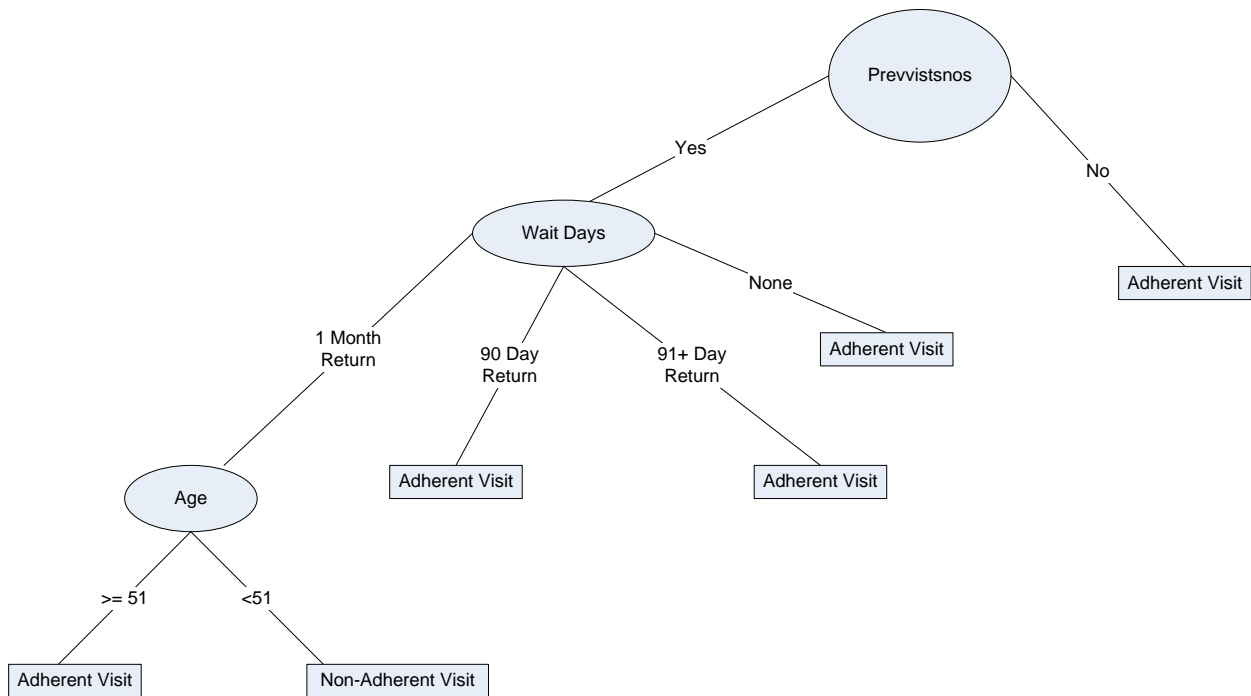 Prevvistsnos
Yes
No
Wait Days
None
Adherent Visit
1 Month
Return
90 Day
Return
91+ Day
Return
Adherent Visit
Adherent Visit
Adherent Visit
Age
>= 51
<51
Adherent Visit
Non-Adherent Visit